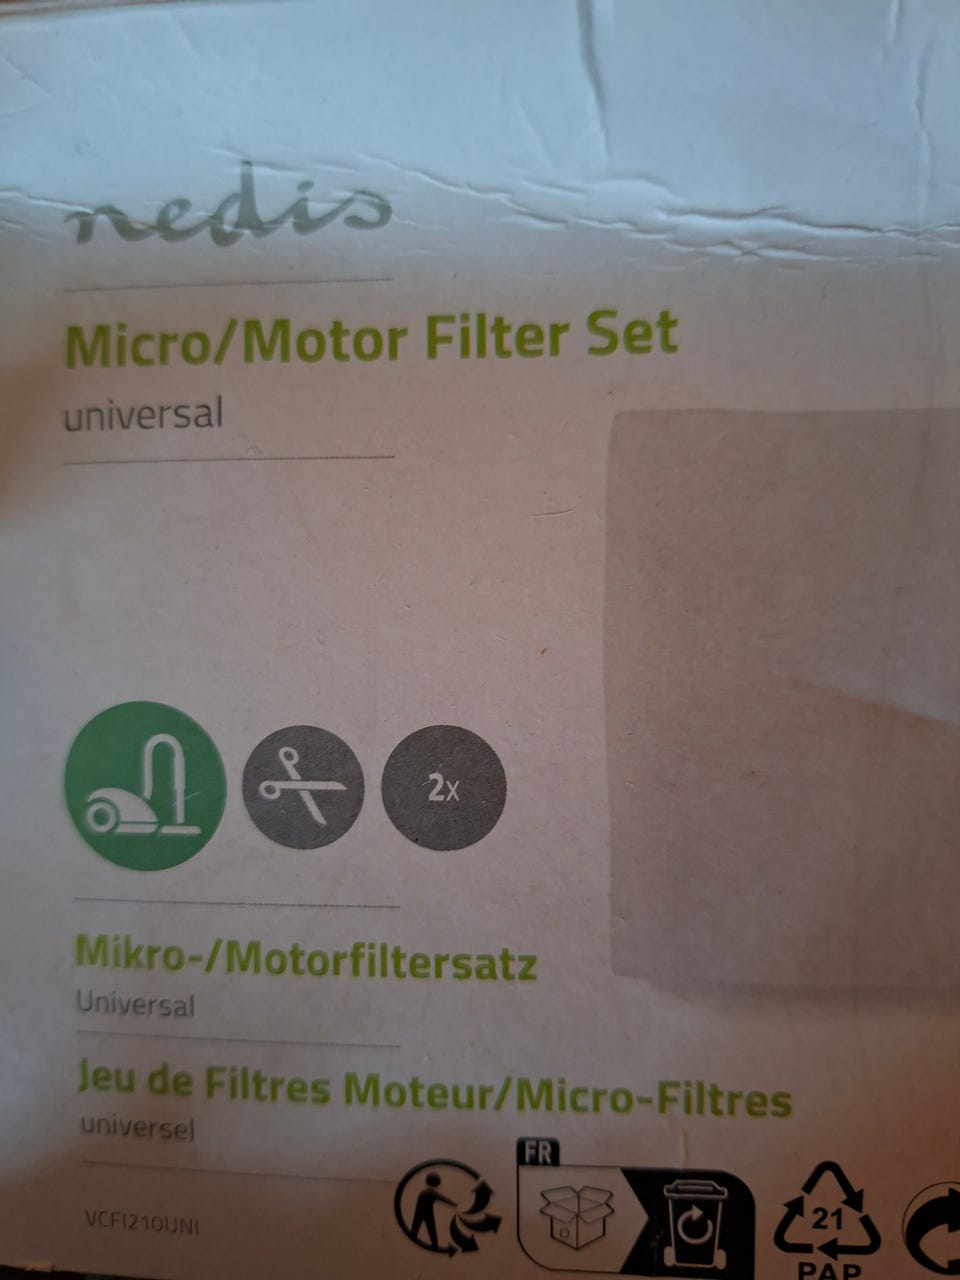 nedis
Micro/Motor Filter Set
universal
2x
Mikro-/Motorfiltersatz
Universal
Jeu de Filtres Moteur/Micro-Filtres
universel
FR
VCFI210UNI
21
PAP